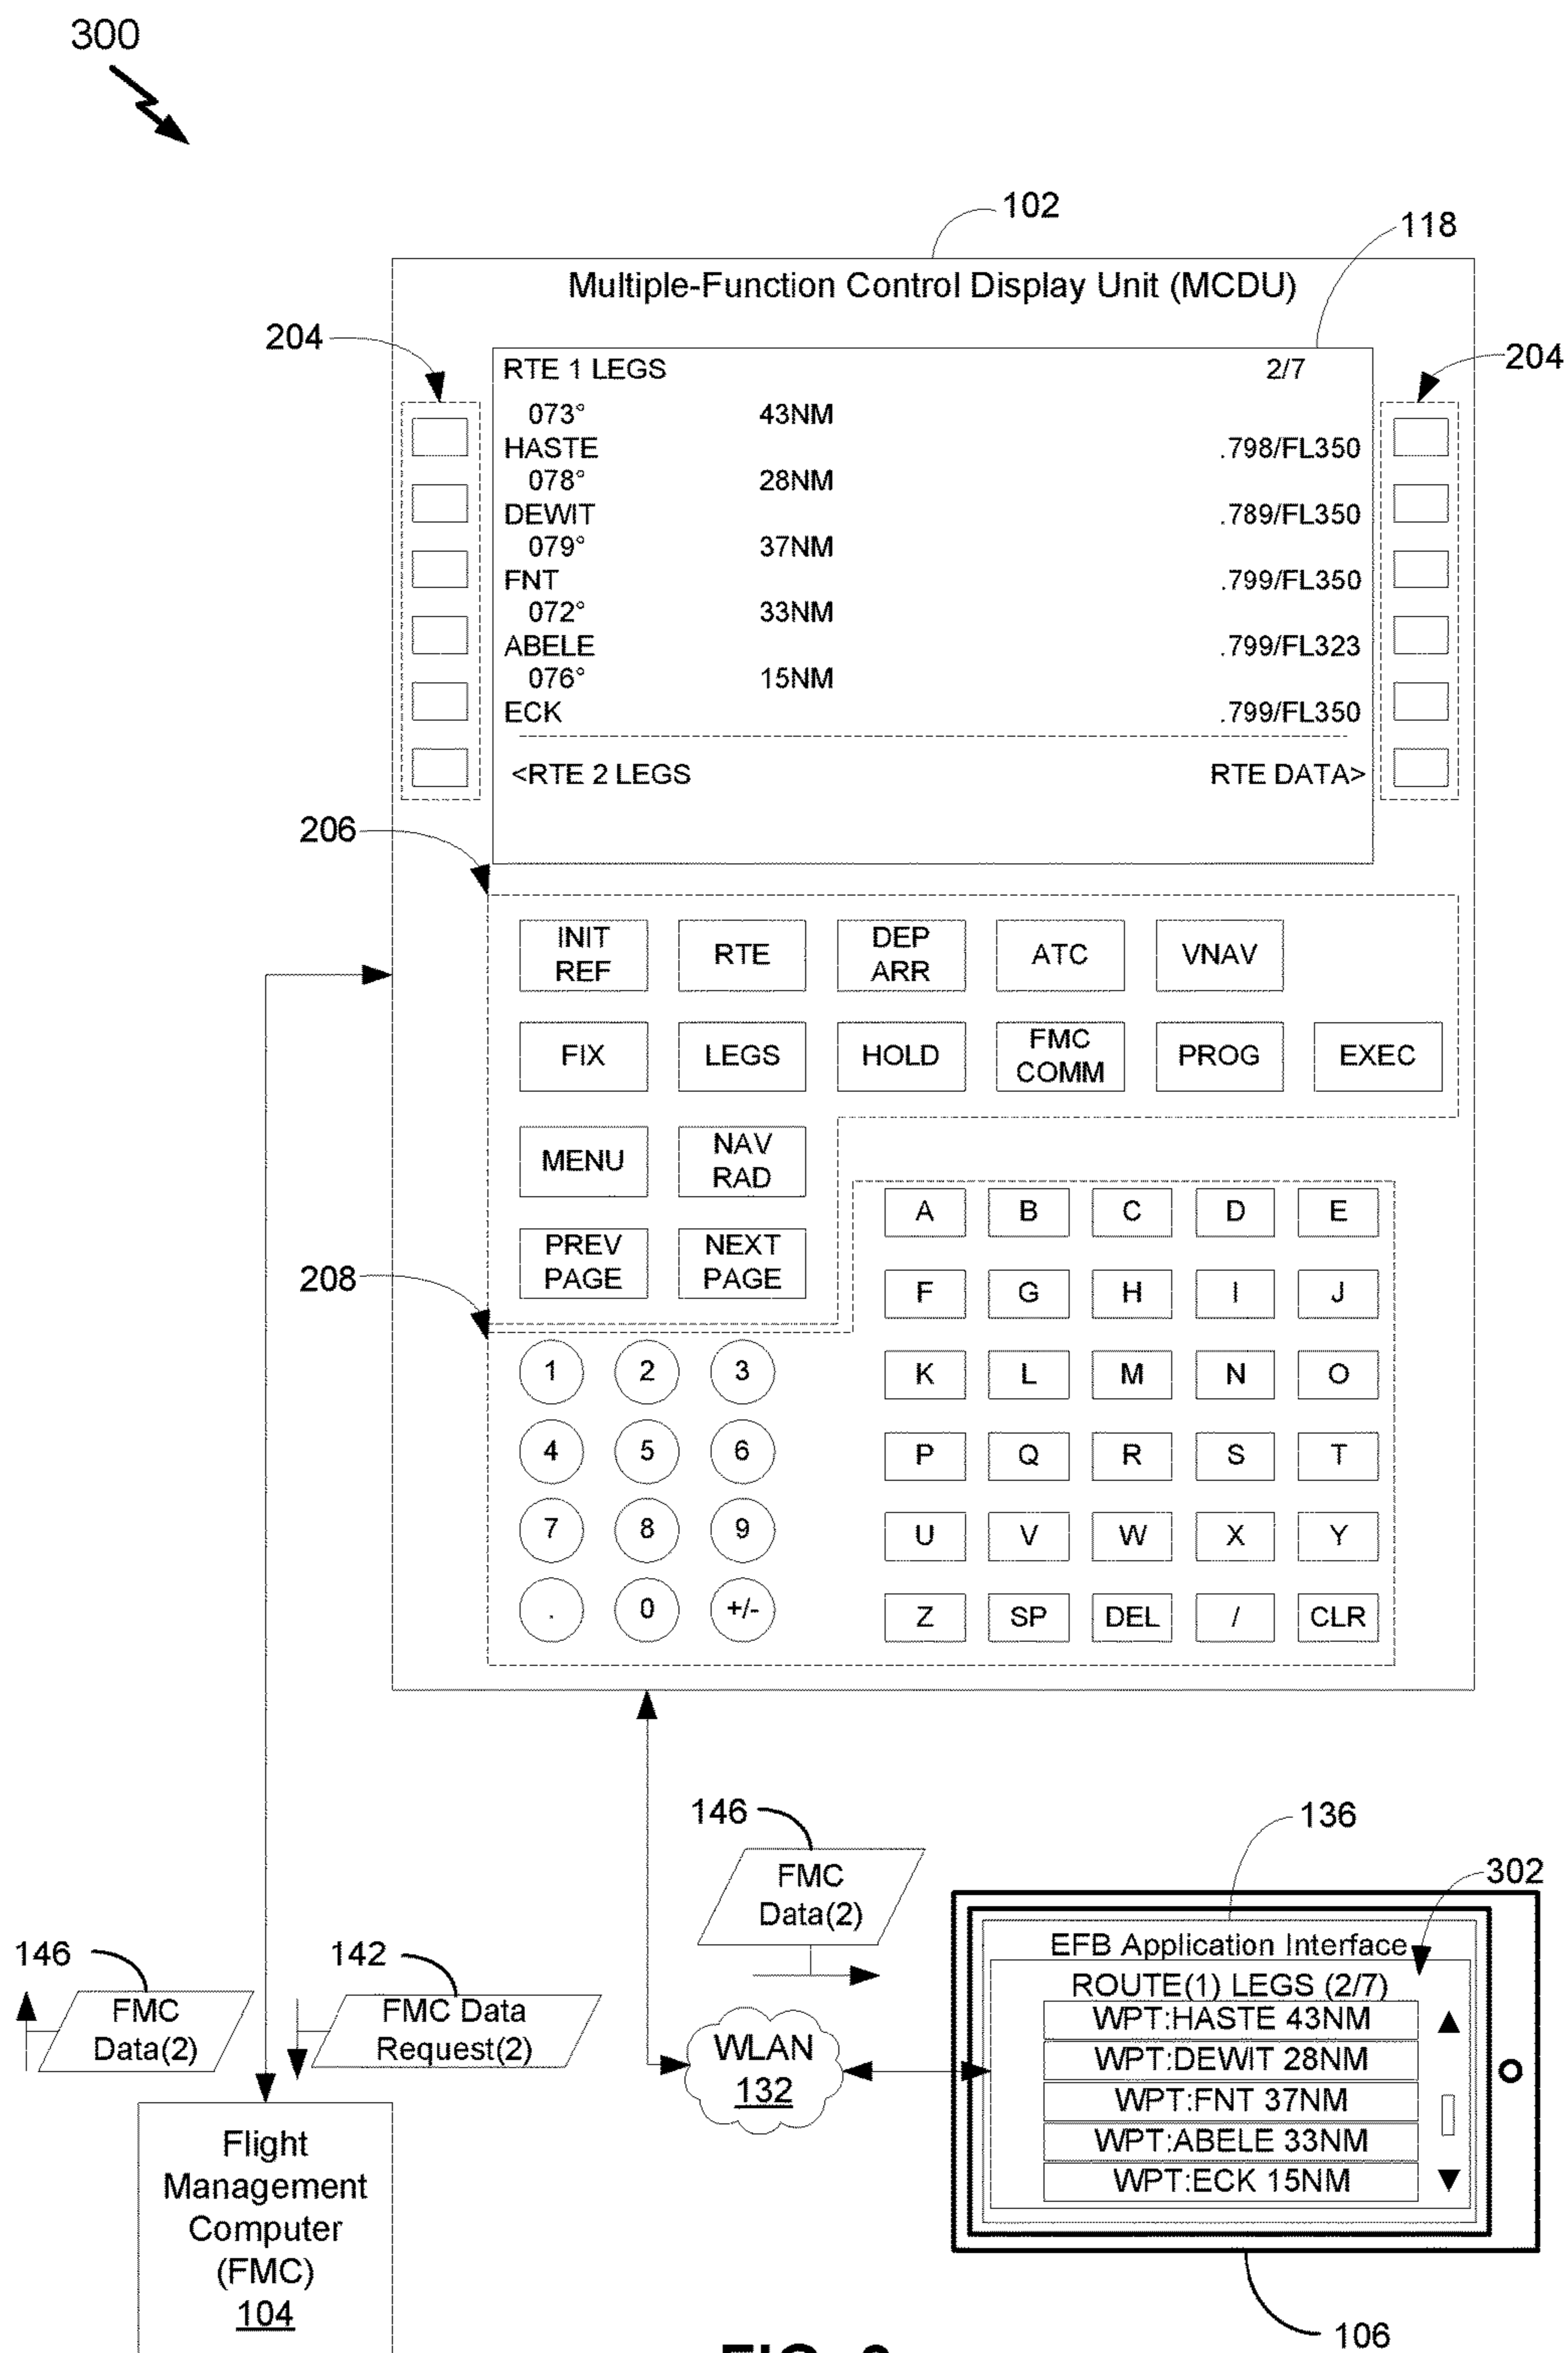 300
102
118
Multiple-Function Control Display Unit (MCDU)
204
204
RTE 1 LEGS 2/7
073° 43NM
HASTE .798/FL350
078° 28NM
DEWIT .789/FL350
079° 37NM
FNT .799/FL350
072° 33NM
ABELE .799/FL323
076° 15NM
ECK .799/FL350
<RTE 2 LEGS RTE DATA>
206
INIT REF RTE DEP ARR ATC VNAV
FIX LEGS HOLD FMC COMM PROG EXEC
MENU NAV RAD
PREV PAGE NEXT PAGE
208
A B C D E
F G H I J
K L M N O
P Q R S T
U V W X Y
Z SP DEL / CLR
1 2 3
4 5 6
7 8 9
. 0 +/-
146
FMC
Data(2)
136
302
146
FMC
Data(2)
142
FMC Data
Request(2)
WLAN
132
EFB Application Interface
ROUTE(1) LEGS (2/7)
WPT:HASTE 43NM
WPT:DEWIT 28NM
WPT:FNT 37NM
WPT:ABELE 33NM
WPT:ECK 15NM
106
Flight
Management
Computer
(FMC)
104